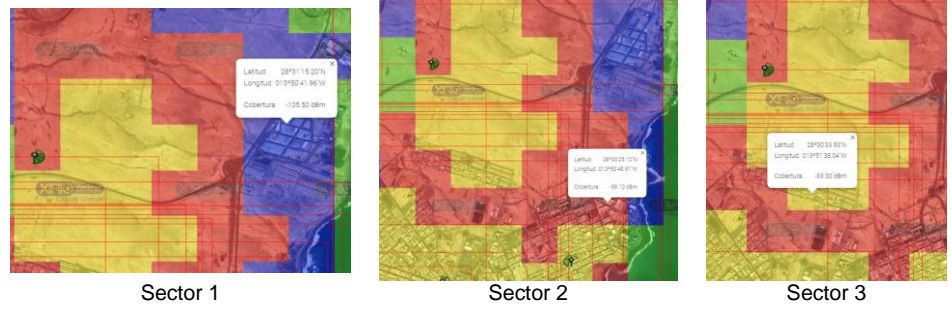 Latitud: 28°31'15.20"N
Longitud: 013°50'41.96"W
Cobertura: -105.50 dBm
Latitud: 28°30'25.10"N
Longitud: 013°50'46.91"W
Cobertura: -99.10 dBm
Latitud: 28°30'33.93"N
Longitud: 013°51'38.04"W
Cobertura: -93.30 dBm
Sector 1
Sector 2
Sector 3